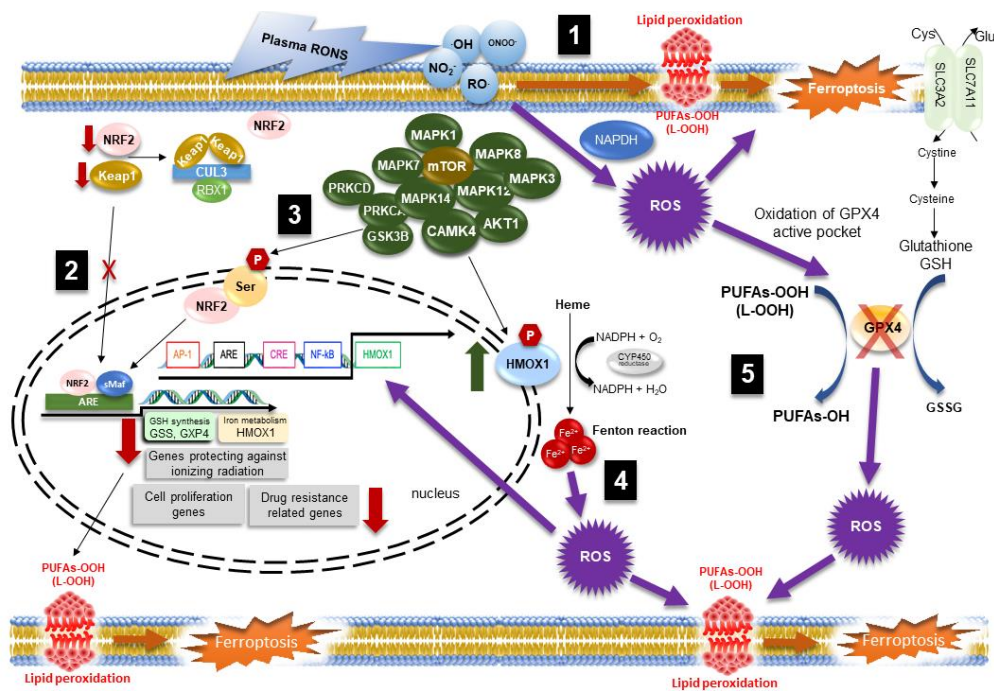 Plasma RONS
·OH
ONOO⁻
NO₂⁻
RO·
1
Lipid peroxidation
PUFAs-OOH
(L-OOH)
Ferroptosis
Cys
Glu
SLC3A2
SLC7A11
Cystine
Cysteine
Glutathione
GSH
NRF2
Keap1
Keap1
Keap1
CUL3
RBX1
NRF2
MAPK1
MAPK7
mTOR
MAPK8
MAPK3
PRKCD
MAPK14
MAPK12
PRKCA
GSK3B
CAMK4
AKT1
3
NAPDH
ROS
Oxidation of GPX4
active pocket
2
P
Ser
NRF2
AP-1
ARE
CRE
NF-kB
HMOX1
P
HMOX1
NRF2
sMaf
ARE
GSH synthesis
GSS, GXP4
Iron metabolism
HMOX1
Genes protecting against
ionizing radiation
Cell proliferation
genes
Drug resistance
related genes
nucleus
Heme
NADPH + O₂
CYP450
reductase
NADPH + H₂O
Fenton reaction
Fe²⁺
Fe²⁺
Fe²⁺
4
ROS
PUFAs-OOH
(L-OOH)
GPX4
5
PUFAs-OH
GSSG
ROS
PUFAs-OOH
(L-OOH)
Ferroptosis
Lipid peroxidation
PUFAs-OOH
(L-OOH)
Ferroptosis
Lipid peroxidation